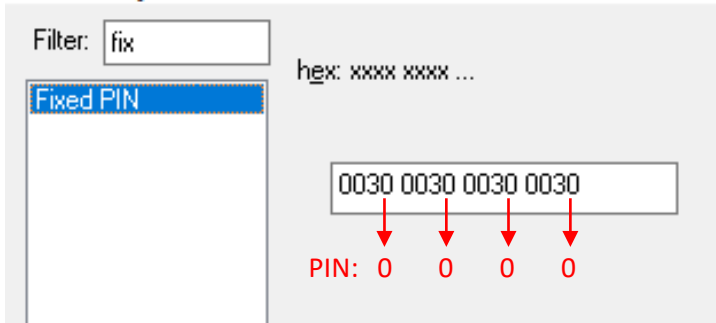 Filter: fix
hex: xxxx xxxx ...
Fixed PIN
0030 0030 0030 0030
PIN: 0 0 0 0